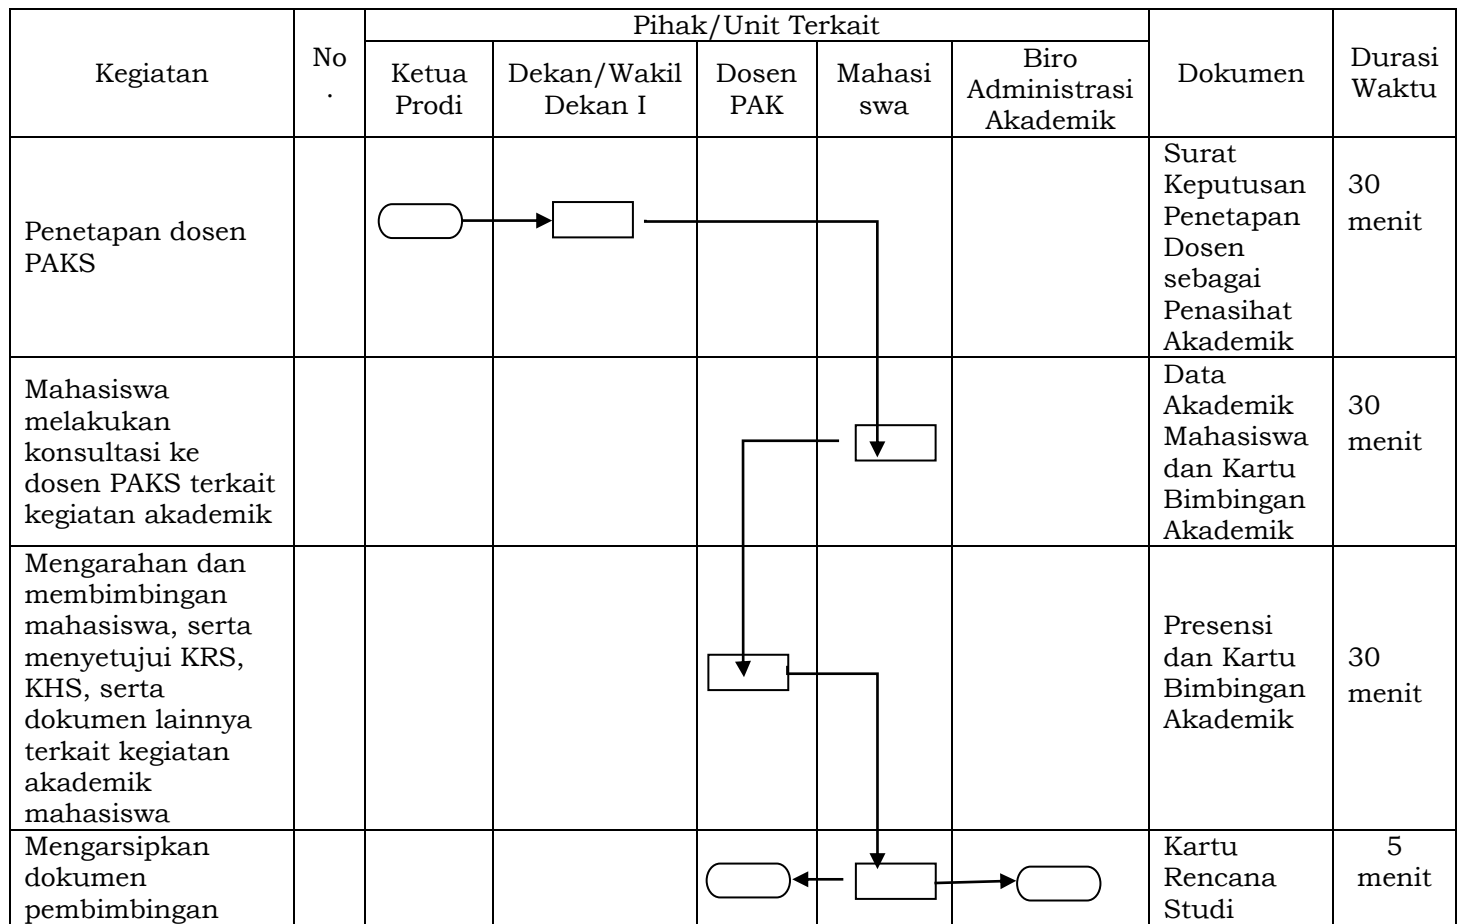 Kegiatan
No
.
Pihak/Unit Terkait
Ketua
Prodi
Dekan/Wakil
Dekan I
Dosen
PAK
Mahasi
swa
Biro
Administrasi
Akademik
Dokumen
Durasi
Waktu
Penetapan dosen
PAKS
Surat
Keputusan
Penetapan
Dosen
sebagai
Penasihat
Akademik
30
menit
Mahasiswa
melakukan
konsultasi ke
dosen PAKS terkait
kegiatan akademik
Data
Akademik
Mahasiswa
dan Kartu
Bimbingan
Akademik
30
menit
Mengarahan dan
membimbingan
mahasiswa, serta
menyetujui KRS,
KHS, serta
dokumen lainnya
terkait kegiatan
akademik
mahasiswa
Presensi
dan Kartu
Bimbingan
Akademik
30
menit
Mengarsipkan
dokumen
pembimbingan
Kartu
Rencana
Studi
5
menit